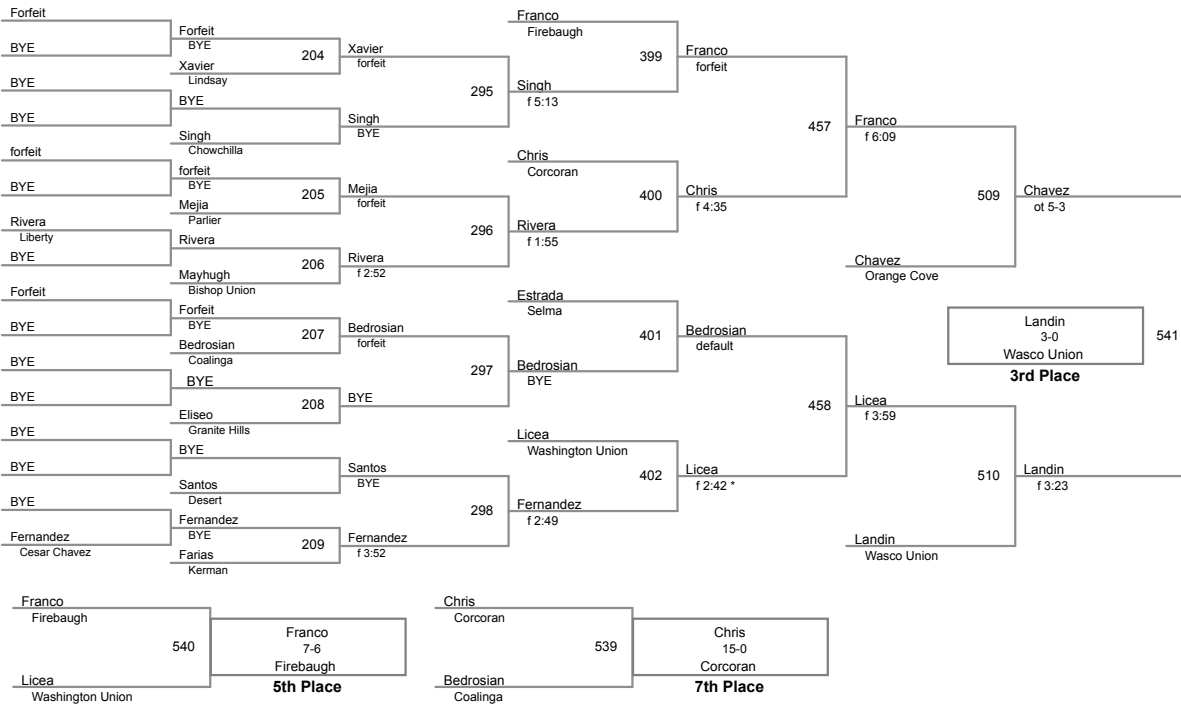 Forfeit
BYE
BYE
BYE
forfeit
BYE
Rivera
Liberty
BYE
Forfeit
BYE
BYE
BYE
BYE
BYE
BYE
Fernandez
Cesar Chavez
Forfeit
BYE
204
Xavier
Lindsay
BYE
Singh
Chowchilla
forfeit
BYE
205
Mejia
Parlier
Rivera
206
Mayhugh
Bishop Union
Forfeit
BYE
207
Bedrosian
Coalinga
BYE
208
Eliseo
Granite Hills
BYE
Santos
Desert
Fernandez
BYE
209
Farias
Kerman
Xavier
forfeit
295
Singh
BYE
Mejia
forfeit
296
Rivera
f 2:52
Bedrosian
forfeit
297
BYE
Santos
BYE
298
Fernandez
f 3:52
Franco
Firebaugh
399
Singh
f 5:13
Chris
Corcoran
400
Rivera
f 1:55
Estrada
Selma
401
Bedrosian
BYE
Licea
Washington Union
402
Fernandez
f 2:49
Franco
forfeit
457
Chris
f 4:35
Bedrosian
default
458
Licea
f 2:42 *
Franco
f 6:09
509
Chavez
Orange Cove
Licea
f 3:59
510
Landin
Wasco Union
Chavez
ot 5-3
Landin
f 3:23
Landin
3-0
Wasco Union
541
3rd Place
Franco
Firebaugh
540
Licea
Washington Union
Franco
7-6
Firebaugh
5th Place
Chris
Corcoran
539
Bedrosian
Coalinga
Chris
15-0
Corcoran
7th Place